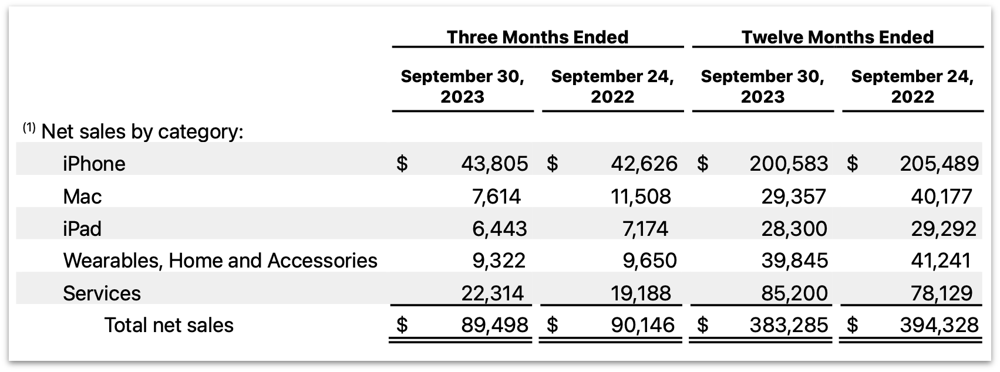 Three Months Ended Twelve Months Ended
September 30, September 24, September 30, September 24,
2023 2022 2023 2022
(1) Net sales by category:
iPhone $ 43,805 $ 42,626 $ 200,583 $ 205,489
Mac 7,614 11,508 29,357 40,177
iPad 6,443 7,174 28,300 29,292
Wearables, Home and Accessories 9,322 9,650 39,845 41,241
Services 22,314 19,188 85,200 78,129
Total net sales $ 89,498 $ 90,146 $ 383,285 $ 394,328